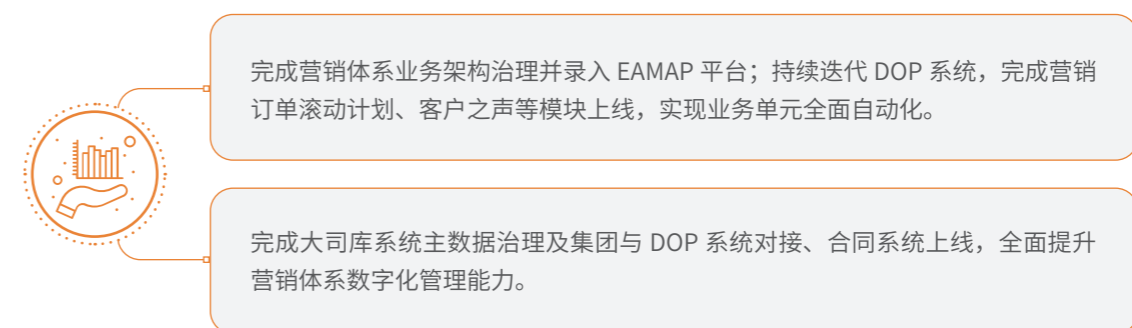 完成营销体系业务架构治理并录入 EAMAP 平台；持续迭代 DOP 系统，完成营销
订单滚动计划、客户之声等模块上线，实现业务单元全面自动化。
完成大司库系统主数据治理及集团与 DOP 系统对接、合同系统上线，全面提升
营销体系数字化管理能力。